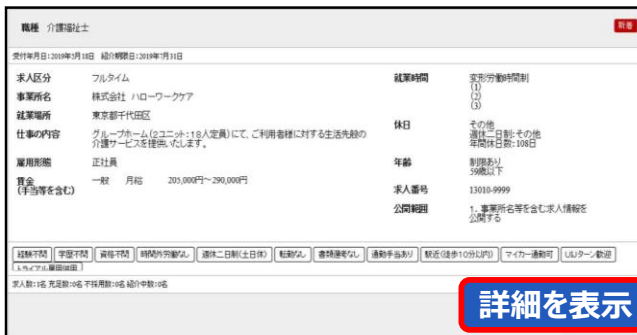 職種 介護福祉士
新着
受付年月日:2019年5月18日 紹介期限日:2019年7月31日
求人区分 フルタイム
事業所名 株式会社 ハローワークケア
就業場所 東京都千代田区
仕事の内容 グループホーム(2ユニット:18人定員)にて、ご利用者様に対する生活先般の
介護サービスを提供いたします。
雇用形態 正社員
賃金 一般 月給 205,000円～290,000円
(手当等を含む)
就業時間 変形労働時間制
(1)
(2)
(3)
休日 その他
週休二日制:その他
年間休日数:108日
年齢 制限あり
59歳以下
求人番号 13010-9999
公開範囲 1.事業所名等を含む求人情報を
公開する
経験不問 学歴不問 資格不問 時間外労働なし 週休二日制(土日休) 転勤なし 書類選考なし 通勤手当あり 駅近(徒歩10分以内) マイカー通勤可 UIJターン歓迎
トライアル雇用併用
求人数:1名 充足数:0名 不採用数:0名 紹介中数:0名
詳細を表示